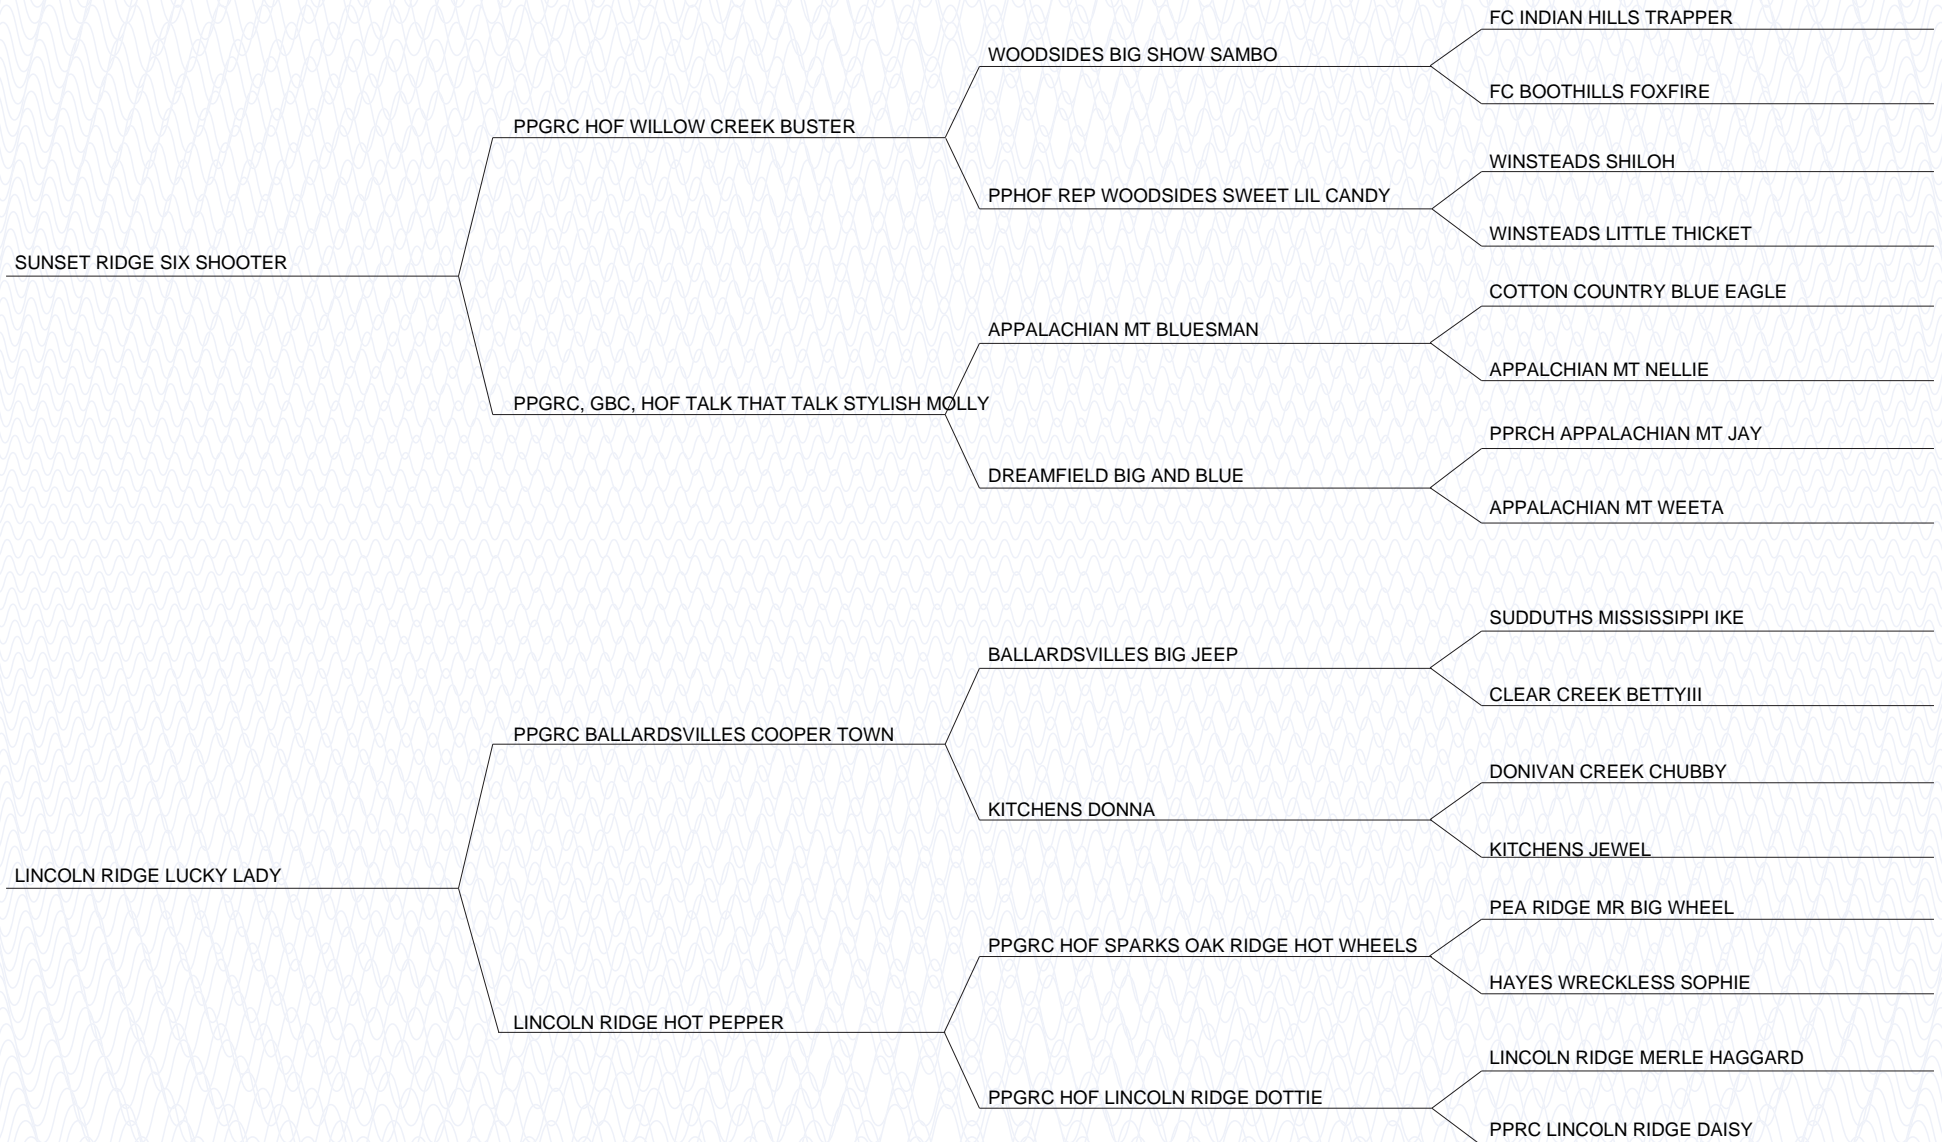 FC INDIAN HILLS TRAPPER
WOODSIDES BIG SHOW SAMBO
FC BOOTHILLS FOXFIRE
PPGRC HOF WILLOW CREEK BUSTER
WINSTEADS SHILOH
PPHOF REP WOODSIDES SWEET LIL CANDY
WINSTEADS LITTLE THICKET
SUNSET RIDGE SIX SHOOTER
COTTON COUNTRY BLUE EAGLE
APPALACHIAN MT BLUESMAN
APPALCHIAN MT NELLIE
PPGRC, GBC, HOF TALK THAT TALK STYLISH MOLLY
PPRCH APPALACHIAN MT JAY
DREAMFIELD BIG AND BLUE
APPALACHIAN MT WEETA
SUDDUTHS MISSISSIPPI IKE
BALLARDSVILLES BIG JEEP
CLEAR CREEK BETTYIII
PPGRC BALLARDSVILLES COOPER TOWN
DONIVAN CREEK CHUBBY
KITCHENS DONNA
KITCHENS JEWEL
LINCOLN RIDGE LUCKY LADY
PEA RIDGE MR BIG WHEEL
PPGRC HOF SPARKS OAK RIDGE HOT WHEELS
HAYES WRECKLESS SOPHIE
LINCOLN RIDGE HOT PEPPER
LINCOLN RIDGE MERLE HAGGARD
PPGRC HOF LINCOLN RIDGE DOTTIE
PPRC LINCOLN RIDGE DAISY